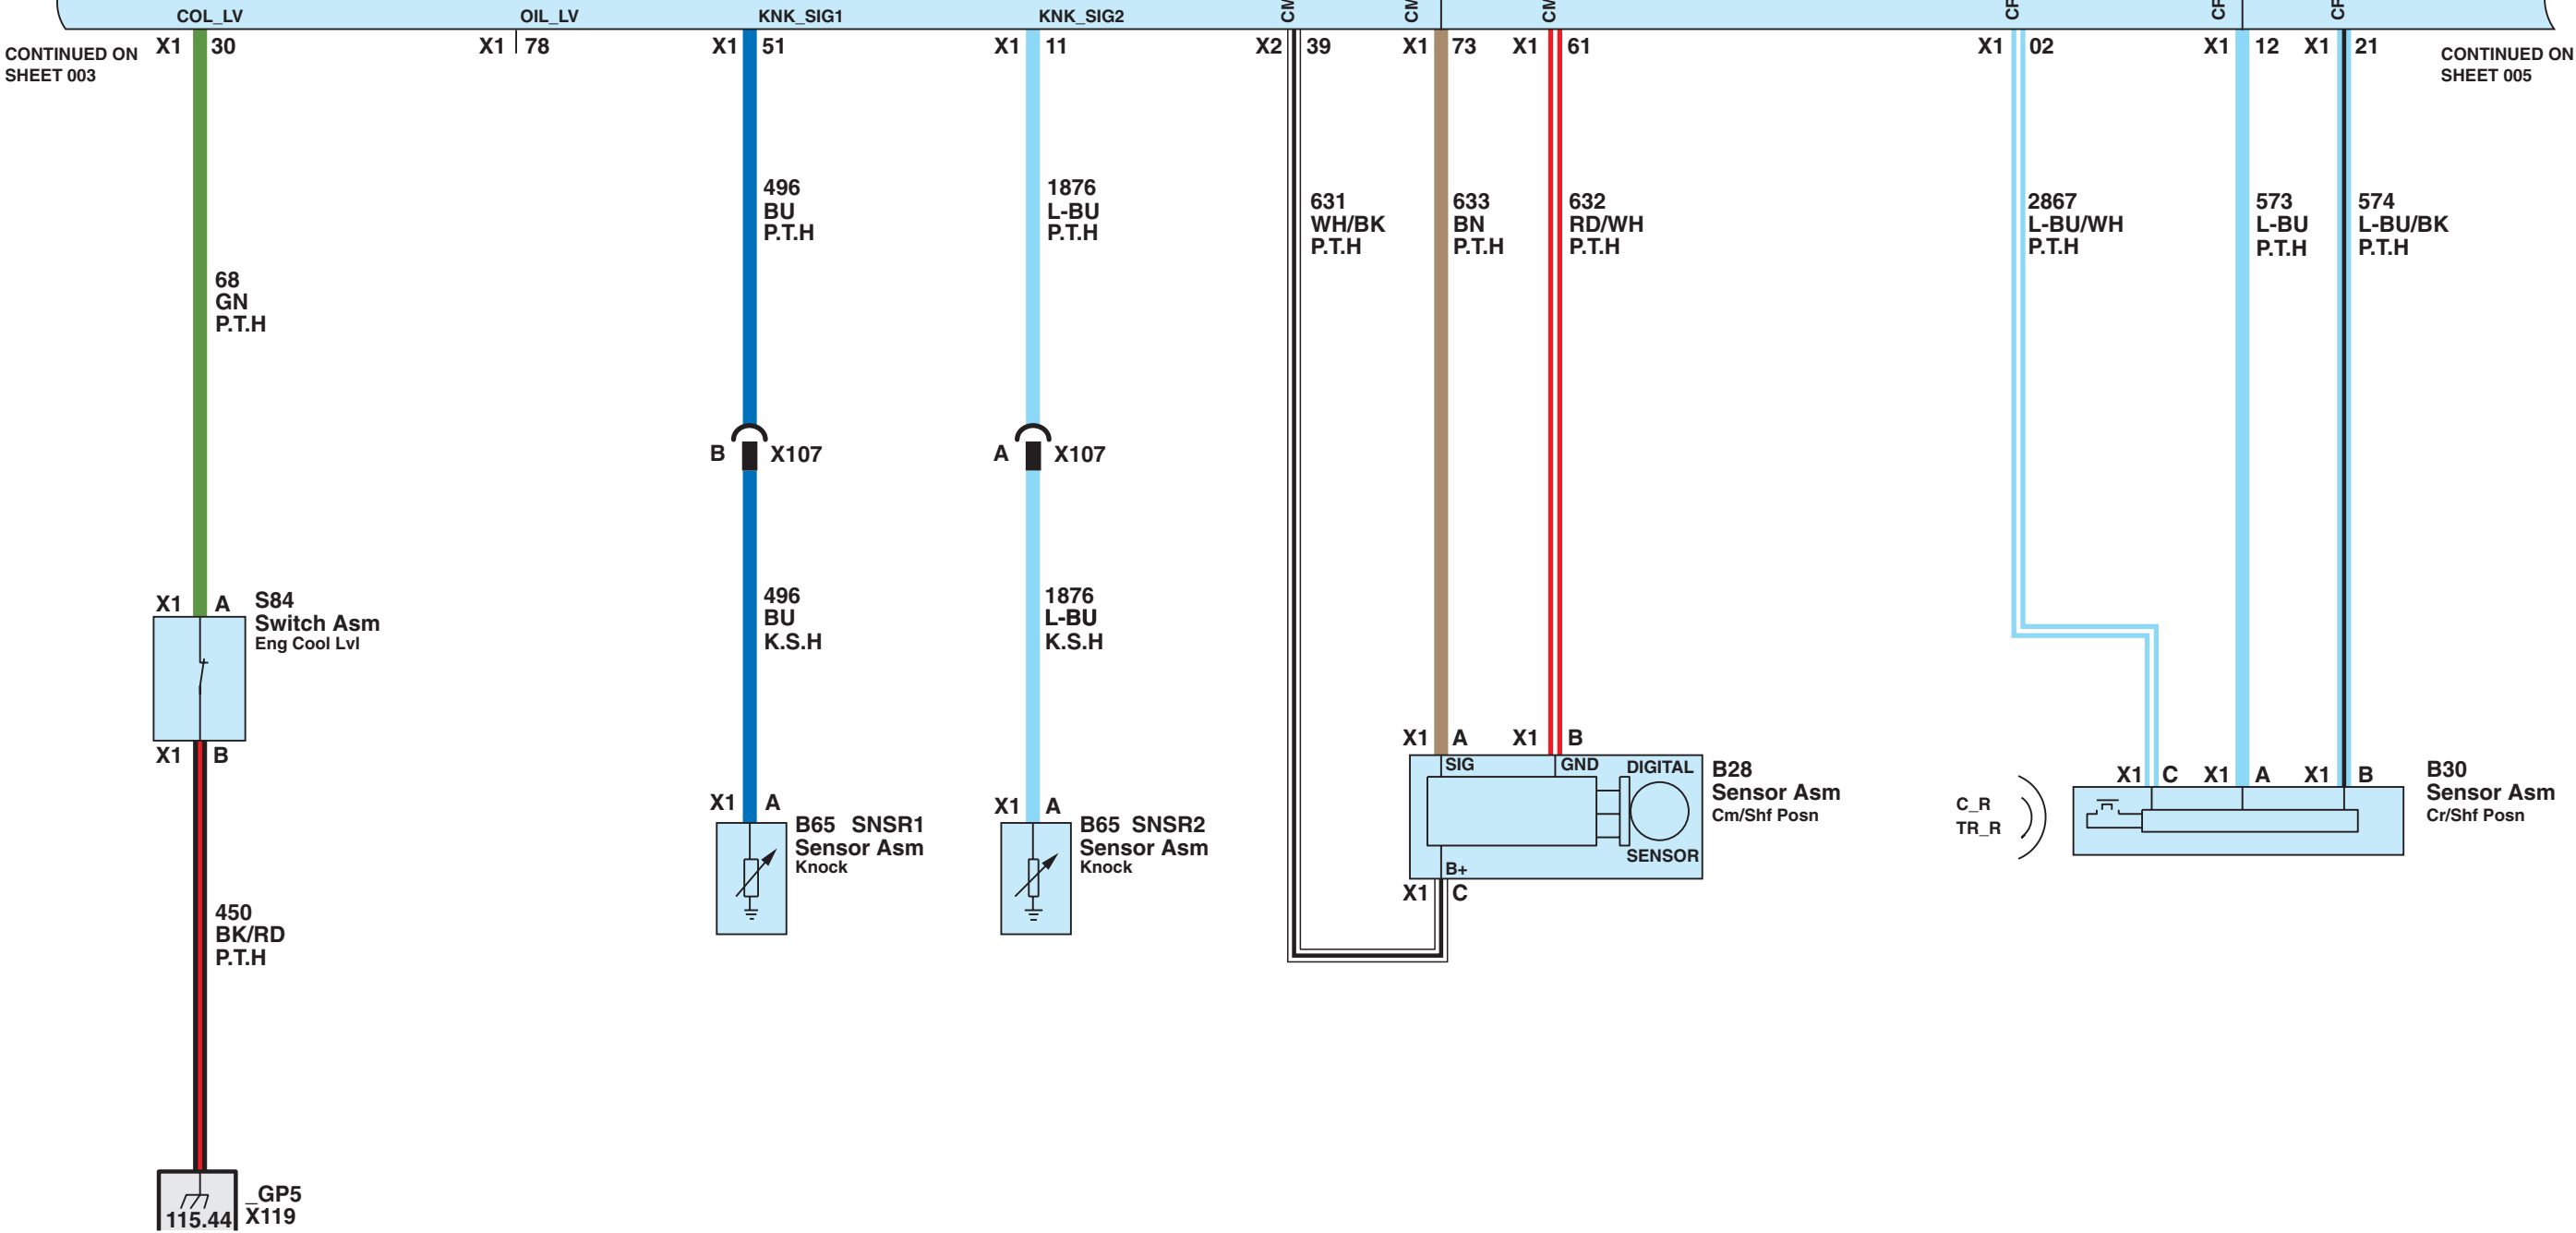 COL_LV
OIL_LV
KNK_SIG1
KNK_SIG2
CONTINUED ON
SHEET 003
X1 30
X1 78
X1 51
X1 11
X2 39
X1 73
X1 61
X1 02
X1 12
X1 21
CONTINUED ON
SHEET 005
68
GN
P.T.H
496
BU
P.T.H
1876
L-BU
P.T.H
631
WH/BK
P.T.H
633
BN
P.T.H
632
RD/WH
P.T.H
2867
L-BU/WH
P.T.H
573
L-BU
P.T.H
574
L-BU/BK
P.T.H
B X107
A X107
X1 A
S84
Switch Asm
Eng Cool Lvl
X1 B
496
BU
K.S.H
1876
L-BU
K.S.H
X1 A
B65 SNSR1
Sensor Asm
Knock
X1 A
B65 SNSR2
Sensor Asm
Knock
X1 A
X1 B
SIG
GND
DIGITAL
SENSOR
B+
X1 C
B28
Sensor Asm
Cm/Shf Posn
C_R
TR_R
X1 C
X1 A
X1 B
B30
Sensor Asm
Cr/Shf Posn
450
BK/RD
P.T.H
115.44
_GP5
X119